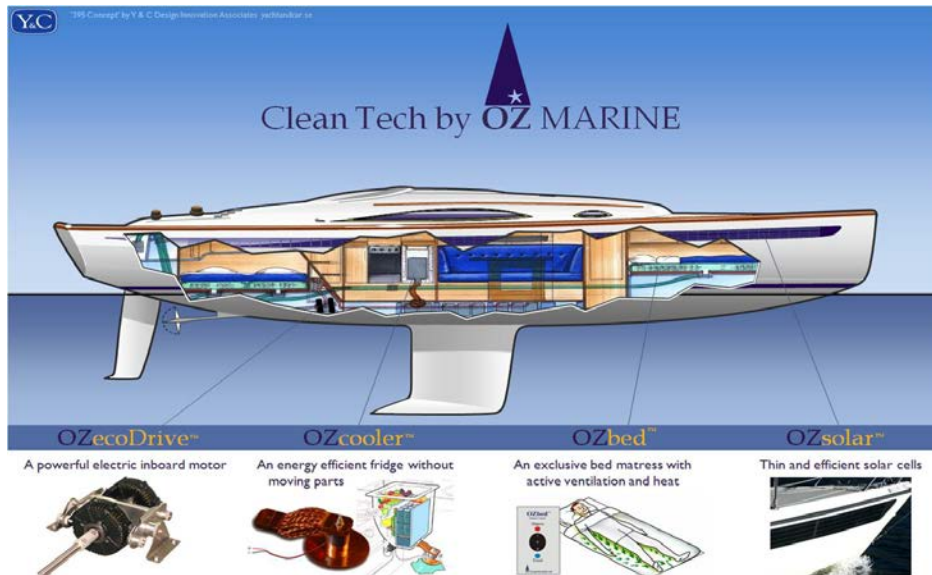 Y&C
"395 Concept" by Y & C Design Innovation Associates yachtandcar.se
Clean Tech by OZ MARINE
OZecoDrive™
OZcooler™
OZbed™
OZsolar™
A powerful electric inboard motor
An energy efficient fridge without
moving parts
An exclusive bed matress with
active ventilation and heat
Thin and efficient solar cells
OZbed™